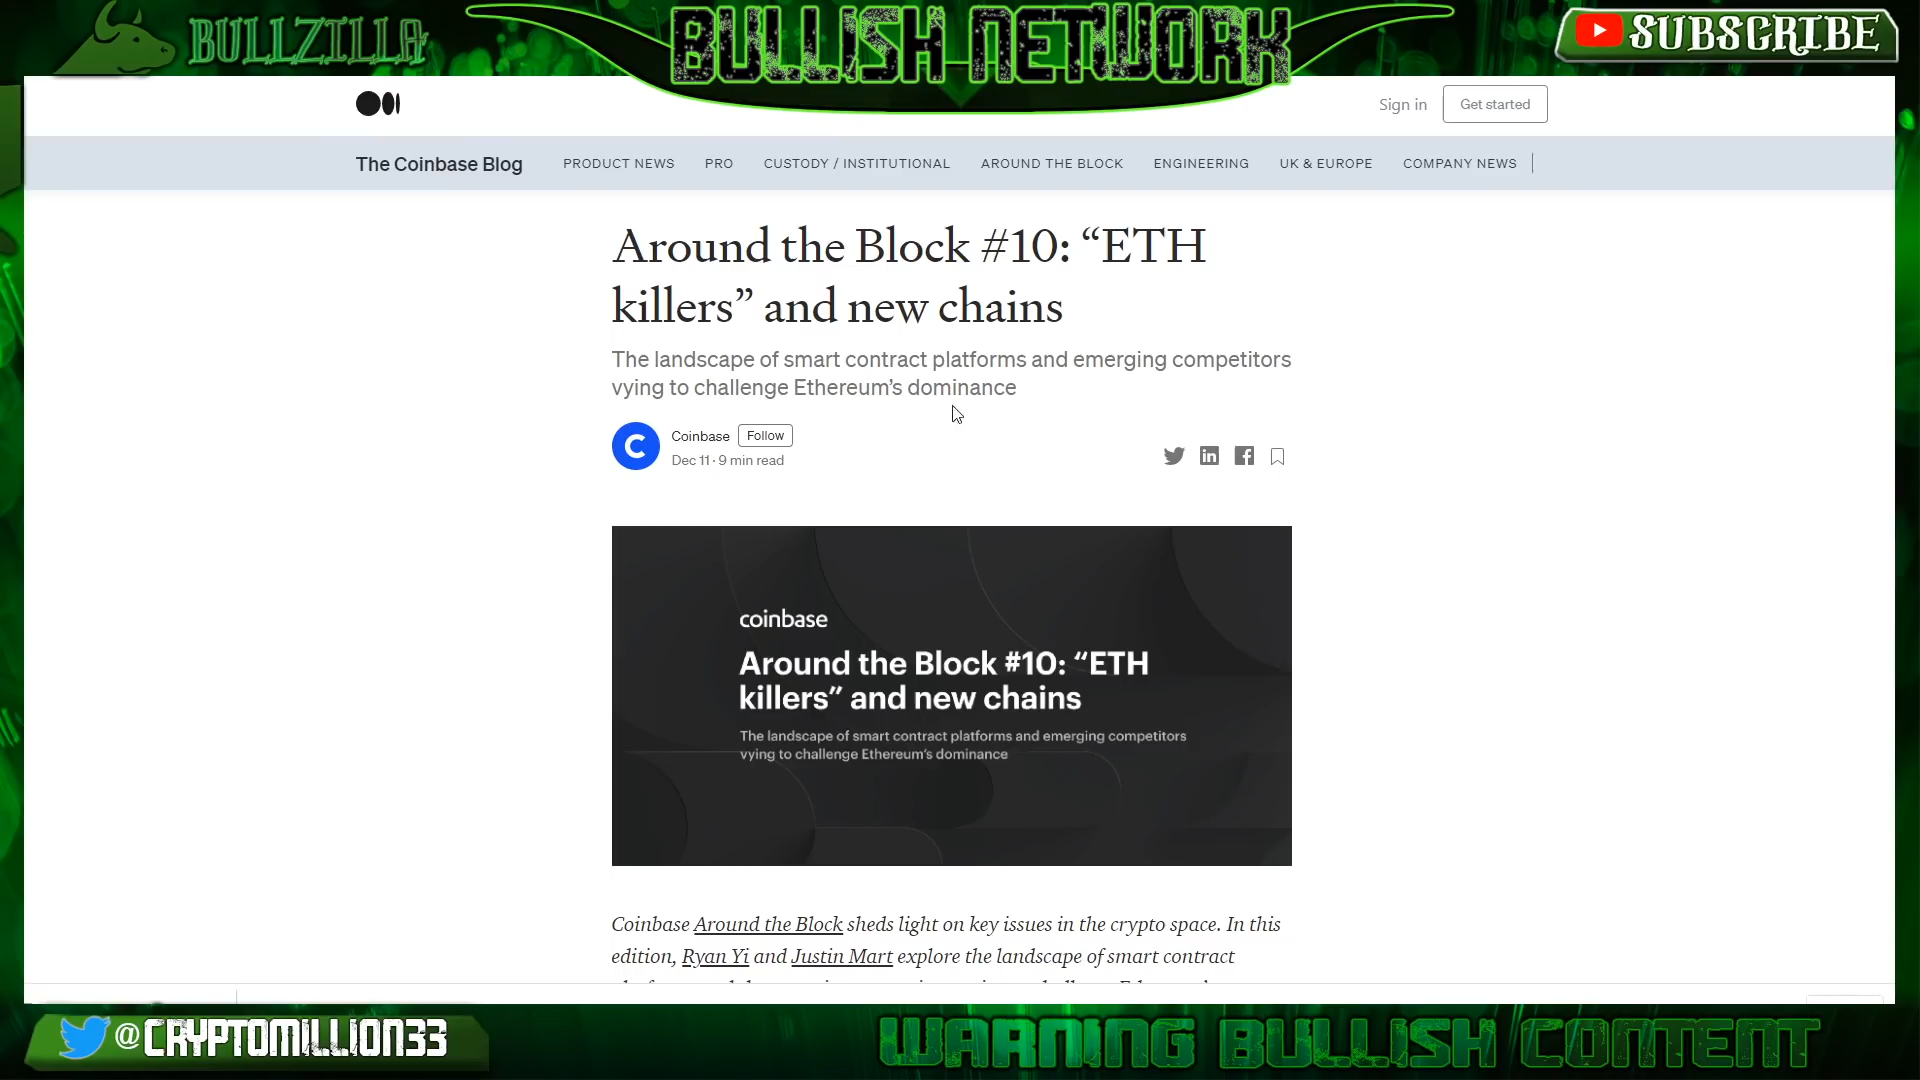 BULLZILLA
BULLISH NETWORK
SUBSCRIBE
Sign in
Get started
The Coinbase Blog
PRODUCT NEWS
PRO
CUSTODY / INSTITUTIONAL
AROUND THE BLOCK
ENGINEERING
UK & EUROPE
COMPANY NEWS
Around the Block #10: “ETH
killers” and new chains
The landscape of smart contract platforms and emerging competitors
vying to challenge Ethereum’s dominance
Coinbase
Follow
Dec 11 · 9 min read
coinbase
Around the Block #10: “ETH
killers” and new chains
The landscape of smart contract platforms and emerging competitors
vying to challenge Ethereum’s dominance
Coinbase Around the Block sheds light on key issues in the crypto space. In this
edition, Ryan Yi and Justin Mart explore the landscape of smart contract
@CRYPTOMILLION33
WARNING BULLISH CONTENT